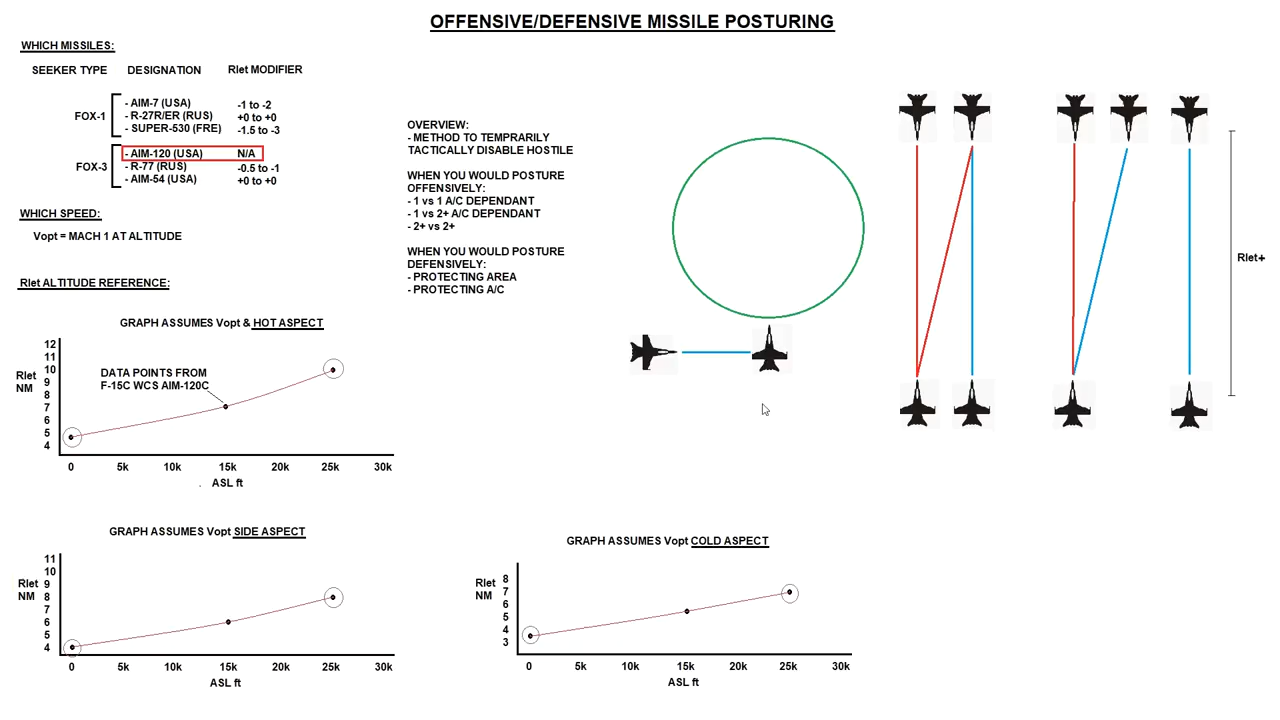 OFFENSIVE/DEFENSIVE MISSILE POSTURING
WHICH MISSILES:
SEEKER TYPE DESIGNATION Rlet MODIFIER
FOX-1
- AIM-7 (USA) -1 to -2
- R-27R/ER (RUS) +0 to +0
- SUPER-530 (FRE) -1.5 to -3
FOX-3
- AIM-120 (USA) N/A
- R-77 (RUS) -0.5 to -1
- AIM-54 (USA) +0 to +0
WHICH SPEED:
Vopt = MACH 1 AT ALTITUDE
Rlet ALTITUDE REFERENCE:
GRAPH ASSUMES Vopt & HOT ASPECT
DATA POINTS FROM
F-15C WCS AIM-120C
Rlet
NM
12
11
10
9
8
7
6
5
4
0 5k 10k 15k 20k 25k 30k
. ASL ft
GRAPH ASSUMES Vopt SIDE ASPECT
Rlet
NM
11
10
9
8
7
6
5
4
0 5k 10k 15k 20k 25k 30k
ASL ft
OVERVIEW:
- METHOD TO TEMPRARILY
TACTICALLY DISABLE HOSTILE
WHEN YOU WOULD POSTURE
OFFENSIVELY:
- 1 vs 1 A/C DEPENDANT
- 1 vs 2+ A/C DEPENDANT
- 2+ vs 2+
WHEN YOU WOULD POSTURE
DEFENSIVELY:
- PROTECTING AREA
- PROTECTING A/C
Rlet+
GRAPH ASSUMES Vopt COLD ASPECT
Rlet
NM
8
7
6
5
4
3
0 5k 10k 15k 20k 25k 30k
ASL ft